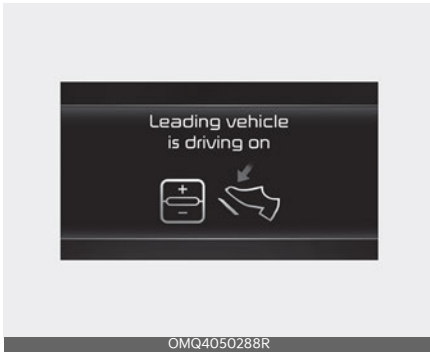 Leading vehicle
is driving on
+
−
OMQ4050288R